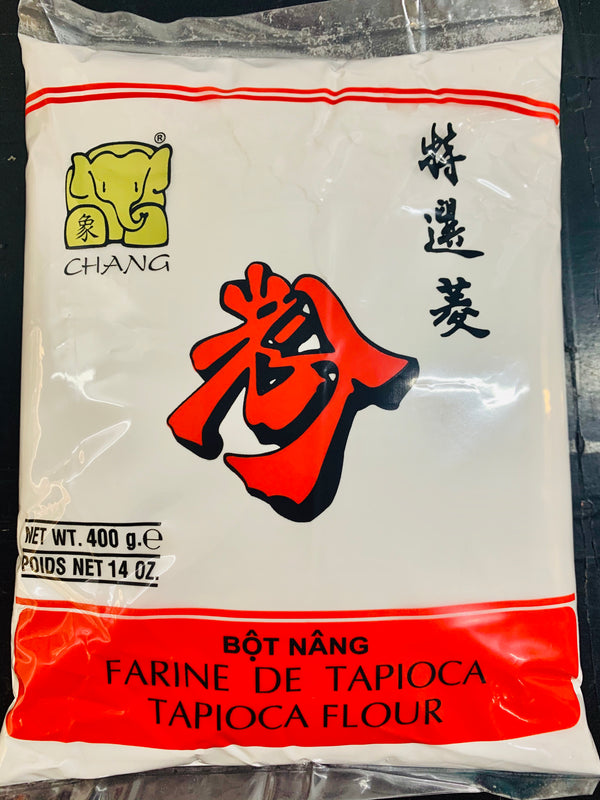 ®
象
CHANG
特選菱
粉
NET WT. 400 g.℮
POIDS NET 14 OZ.
BỘT NÂNG
FARINE DE TAPIOCA
TAPIOCA FLOUR